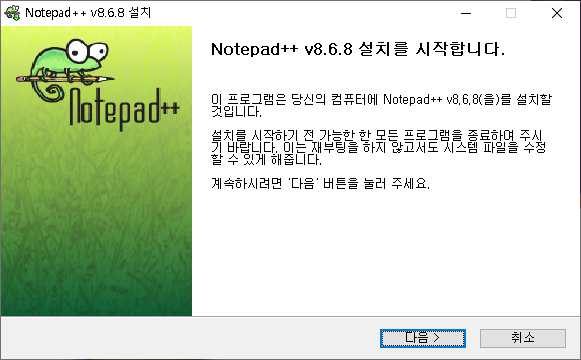 Notepad++ v8.6.8 설치
Notepad++
Notepad++ v8.6.8 설치를 시작합니다.
이 프로그램은 당신의 컴퓨터에 Notepad++ v8.6.8(을)를 설치할
것입니다.
설치를 시작하기 전 가능한 한 모든 프로그램을 종료하여 주시
기 바랍니다. 이는 재부팅을 하지 않고서도 시스템 파일을 수정
할 수 있게 해줍니다.
계속하시려면 '다음' 버튼을 눌러 주세요.
다음 >
취소